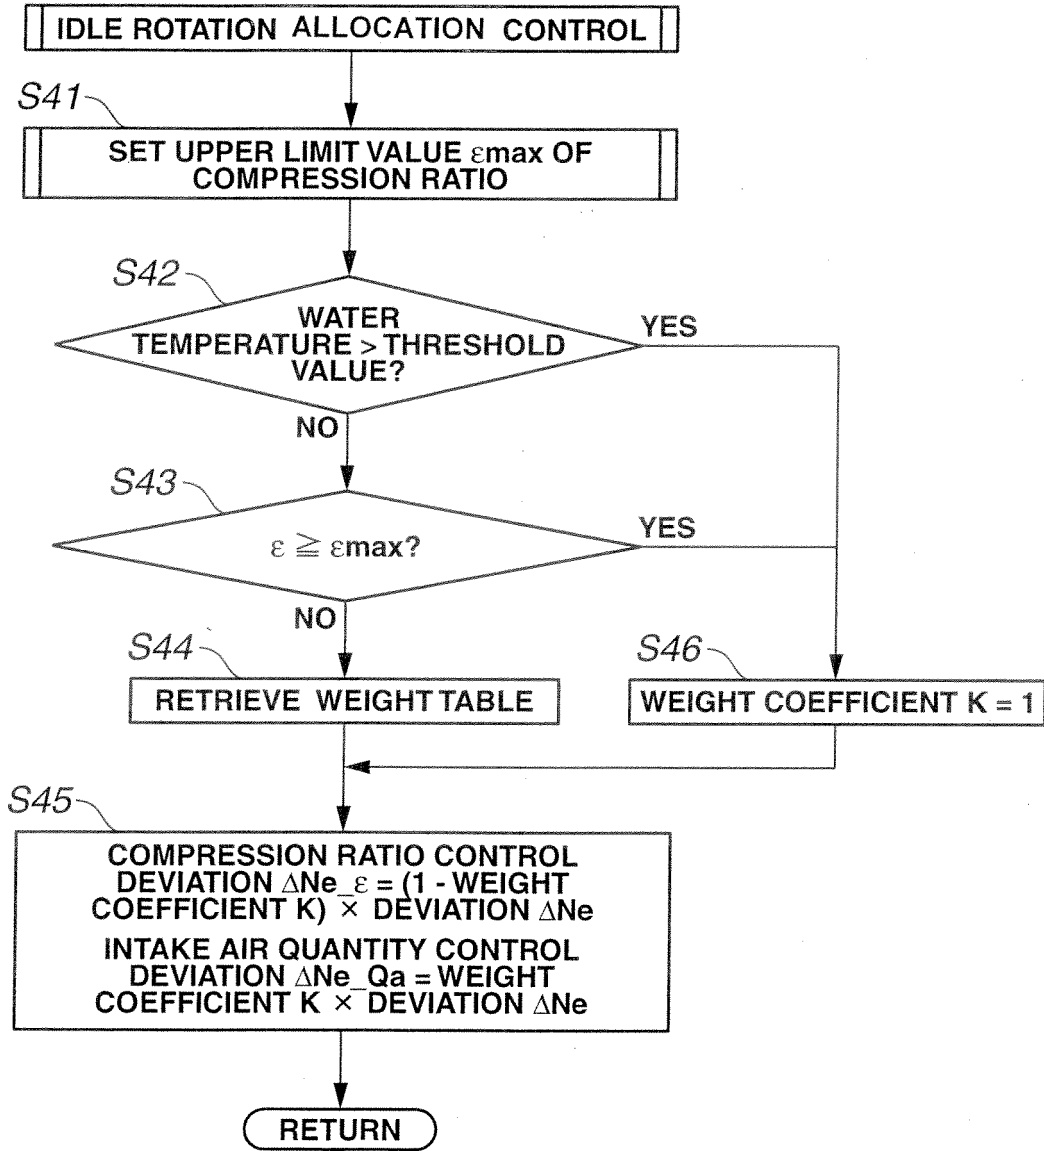 IDLE ROTATION ALLOCATION CONTROL
S41
SET UPPER LIMIT VALUE εmax OF
COMPRESSION RATIO
S42
WATER
TEMPERATURE > THRESHOLD
VALUE?
YES
NO
S43
ε ≧ εmax?
YES
NO
S44
RETRIEVE WEIGHT TABLE
S46
WEIGHT COEFFICIENT K = 1
S45
COMPRESSION RATIO CONTROL
DEVIATION ΔNe_ε = (1 - WEIGHT
COEFFICIENT K) × DEVIATION ΔNe
INTAKE AIR QUANTITY CONTROL
DEVIATION ΔNe_Qa = WEIGHT
COEFFICIENT K × DEVIATION ΔNe
RETURN